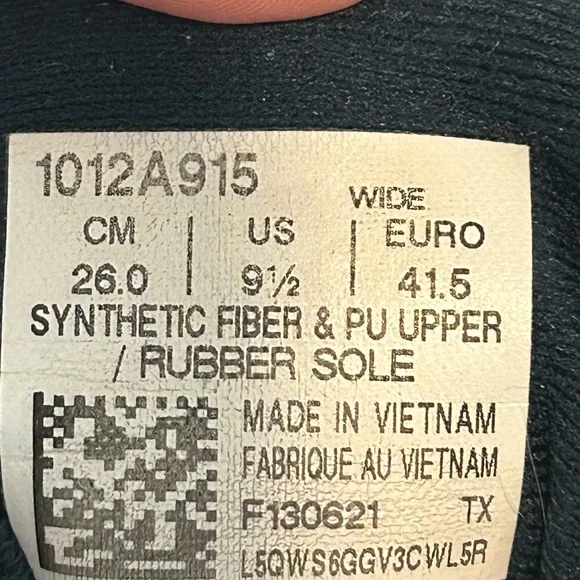 1012A915
WIDE
CM | US | EURO
26.0 | 9½ | 41.5
SYNTHETIC FIBER & PU UPPER
/ RUBBER SOLE
MADE IN VIETNAM
FABRIQUE AU VIETNAM
F130621 TX
L5QWS6GGV3CWL5R